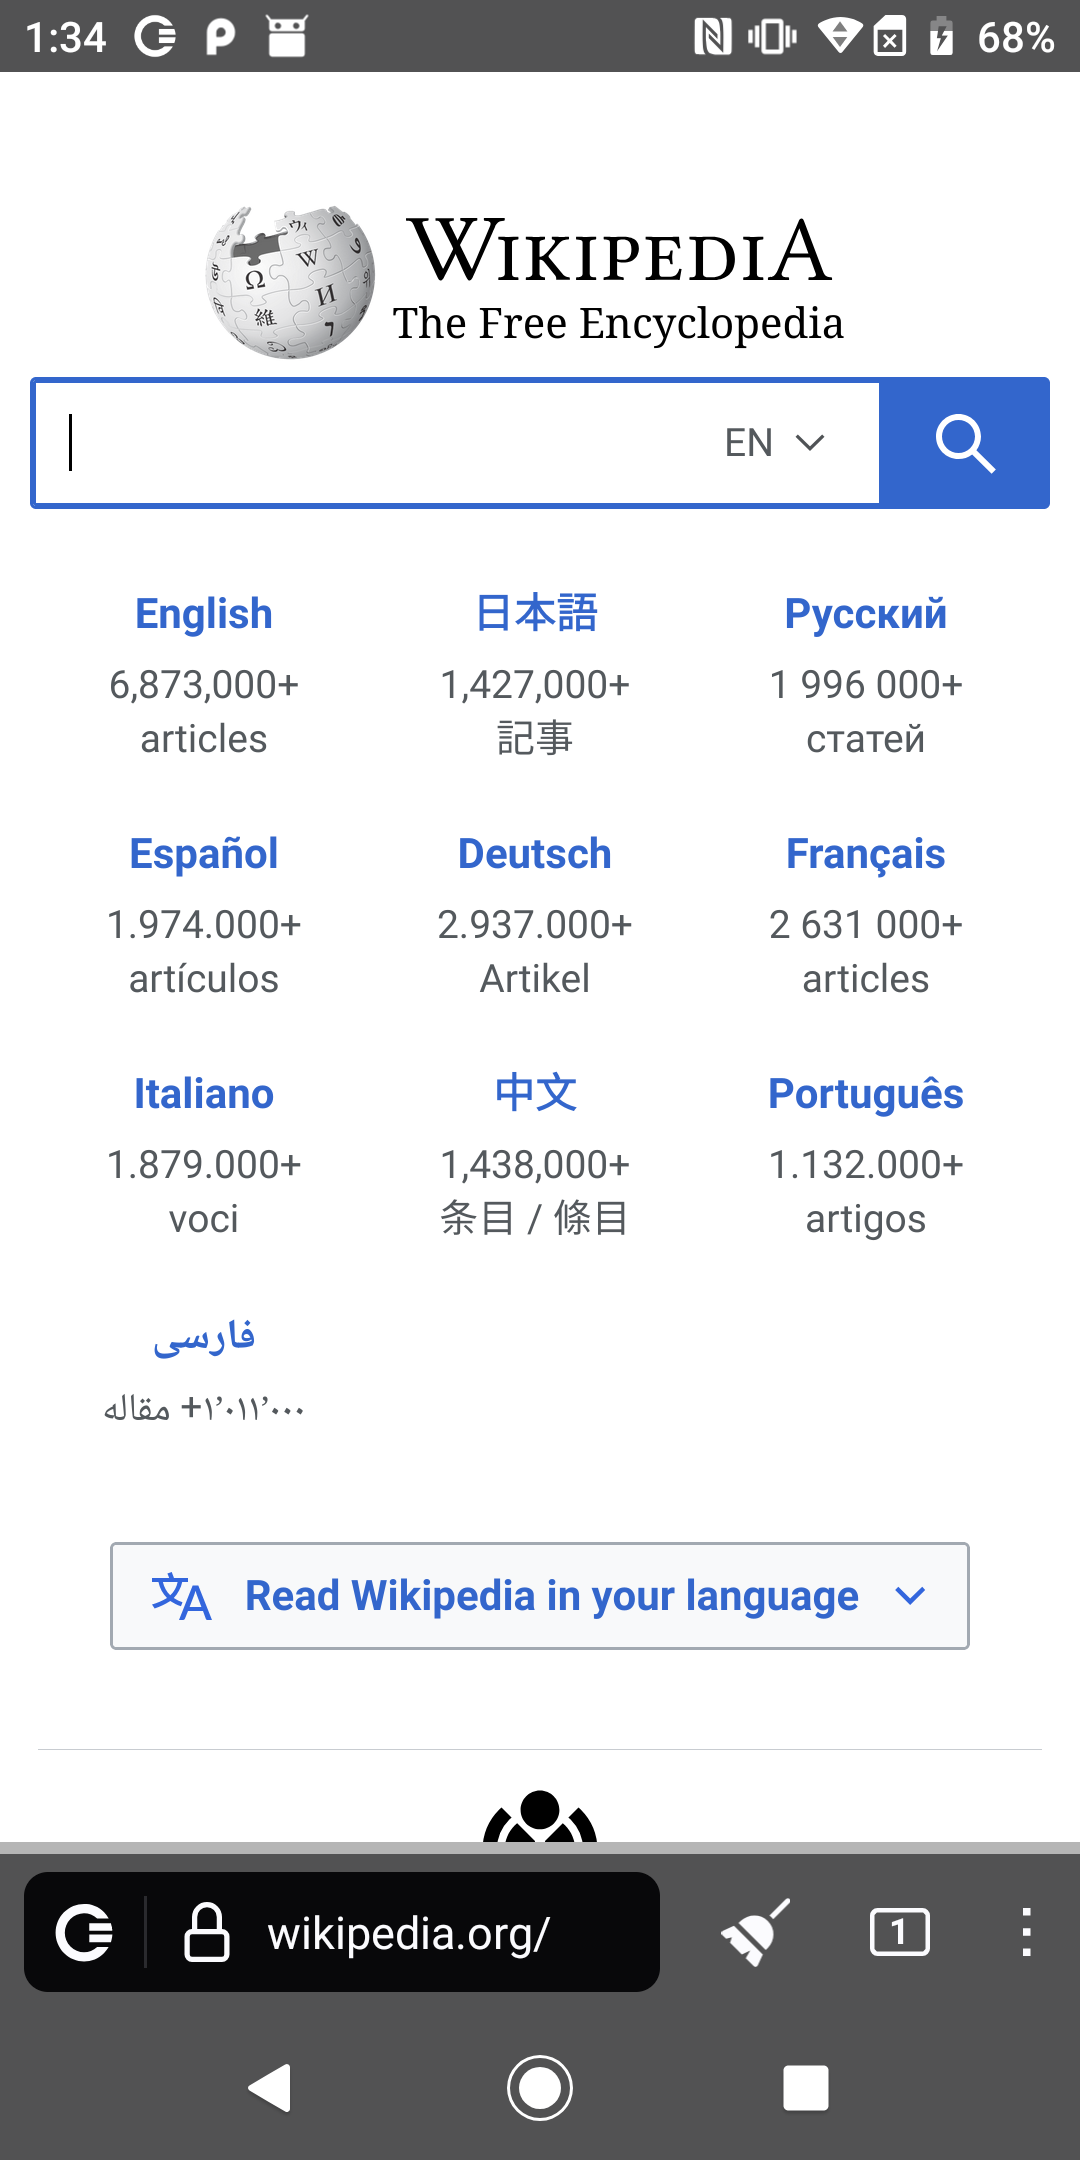 1:34
68%
WIKIPEDIA
The Free Encyclopedia
EN
English
6,873,000+
articles
日本語
1,427,000+
記事
Русский
1 996 000+
статей
Español
1.974.000+
artículos
Deutsch
2.937.000+
Artikel
Français
2 631 000+
articles
Italiano
1.879.000+
voci
中文
1,438,000+
条目 / 條目
Português
1.132.000+
artigos
فارسی
۱٬۰۱۱٬۰۰۰+ مقاله
Read Wikipedia in your language
wikipedia.org/
1